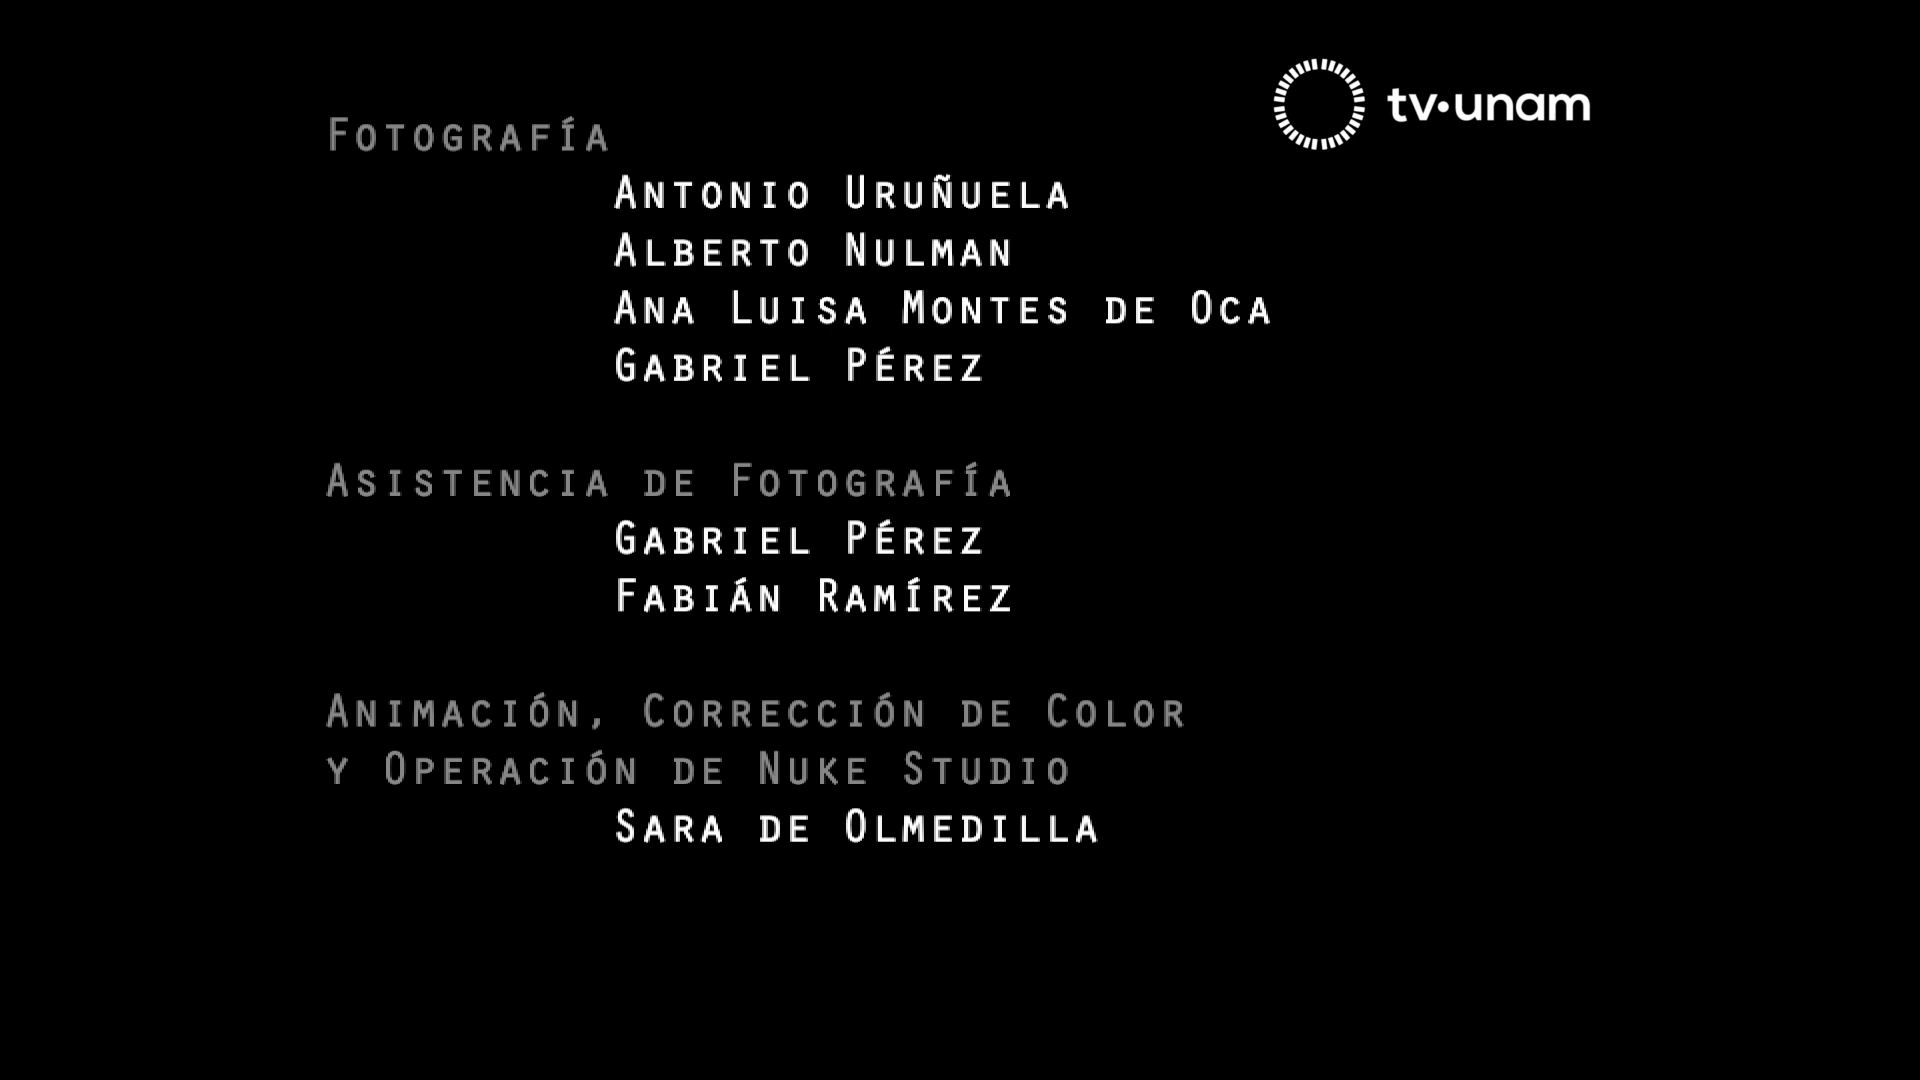 tv·unam
Fotografía
Antonio Uruñuela
Alberto Nulman
Ana Luisa Montes de Oca
Gabriel Pérez
Asistencia de Fotografía
Gabriel Pérez
Fabián Ramírez
Animación, Corrección de Color
y Operación de Nuke Studio
Sara de Olmedilla